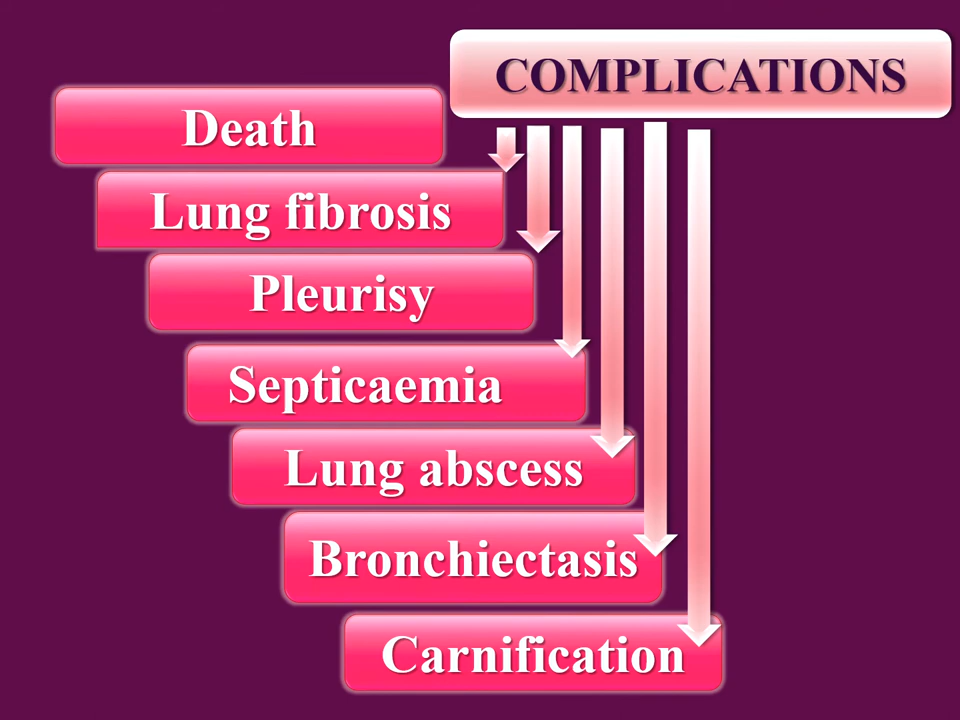 COMPLICATIONS
Death
Lung fibrosis
Pleurisy
Septicaemia
Lung abscess
Bronchiectasis
Carnification